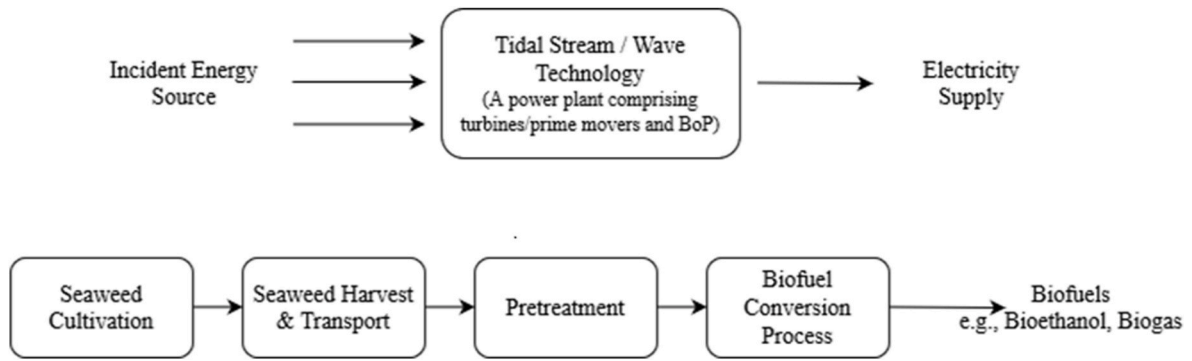 Incident Energy
Source
Tidal Stream / Wave
Technology
(A power plant comprising
turbines/prime movers and BoP)
Electricity
Supply
Seaweed
Cultivation
Seaweed Harvest
& Transport
Pretreatment
Biofuel
Conversion
Process
Biofuels
e.g., Bioethanol, Biogas